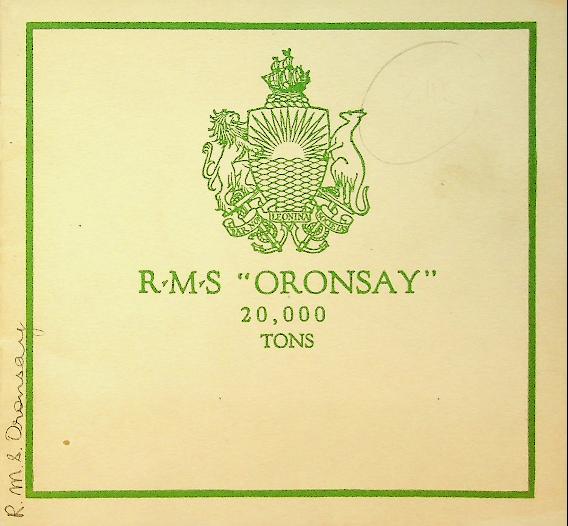 LEONINA
R·M·S "ORONSAY"
20,000
TONS
R. M. S. Oronsay